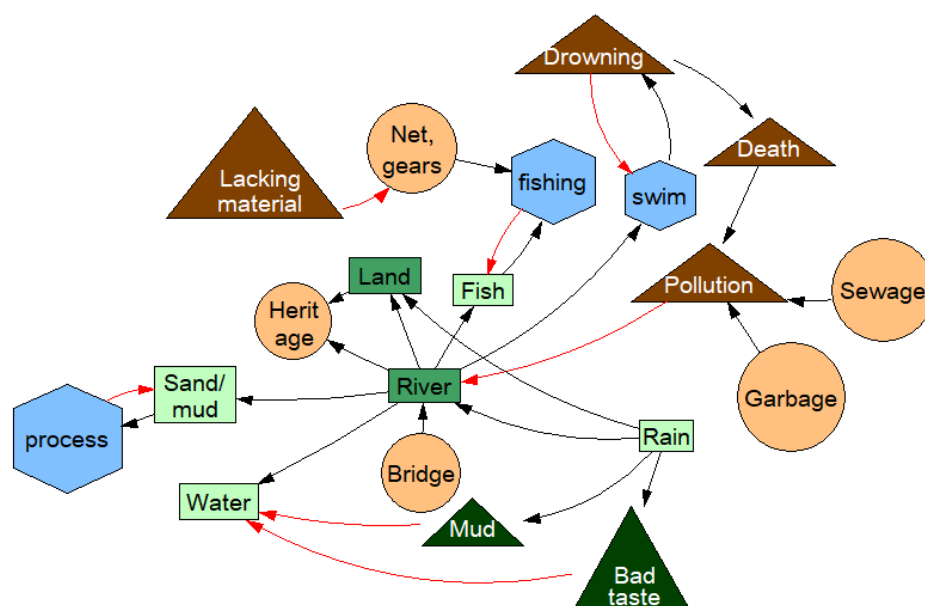 Drowning
Net,
gears
Death
Lacking
material
fishing
swim
Land
Fish
Pollution
Sewage
Herit
age
River
Sand/
mud
Garbage
process
Rain
Bridge
Water
Mud
Bad
taste